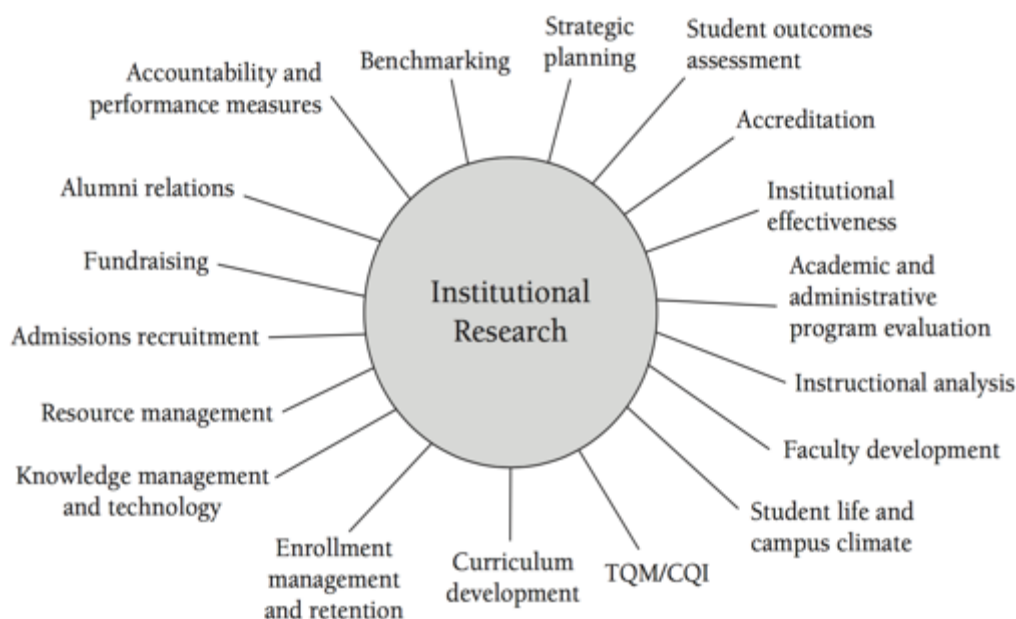 Strategic
planning
Student outcomes
assessment
Benchmarking
Accountability and
performance measures
Accreditation
Alumni relations
Institutional
effectiveness
Fundraising
Academic and
administrative
program evaluation
Institutional
Research
Admissions recruitment
Instructional analysis
Resource management
Faculty development
Knowledge management
and technology
Student life and
campus climate
Enrollment
management
and retention
Curriculum
development
TQM/CQI